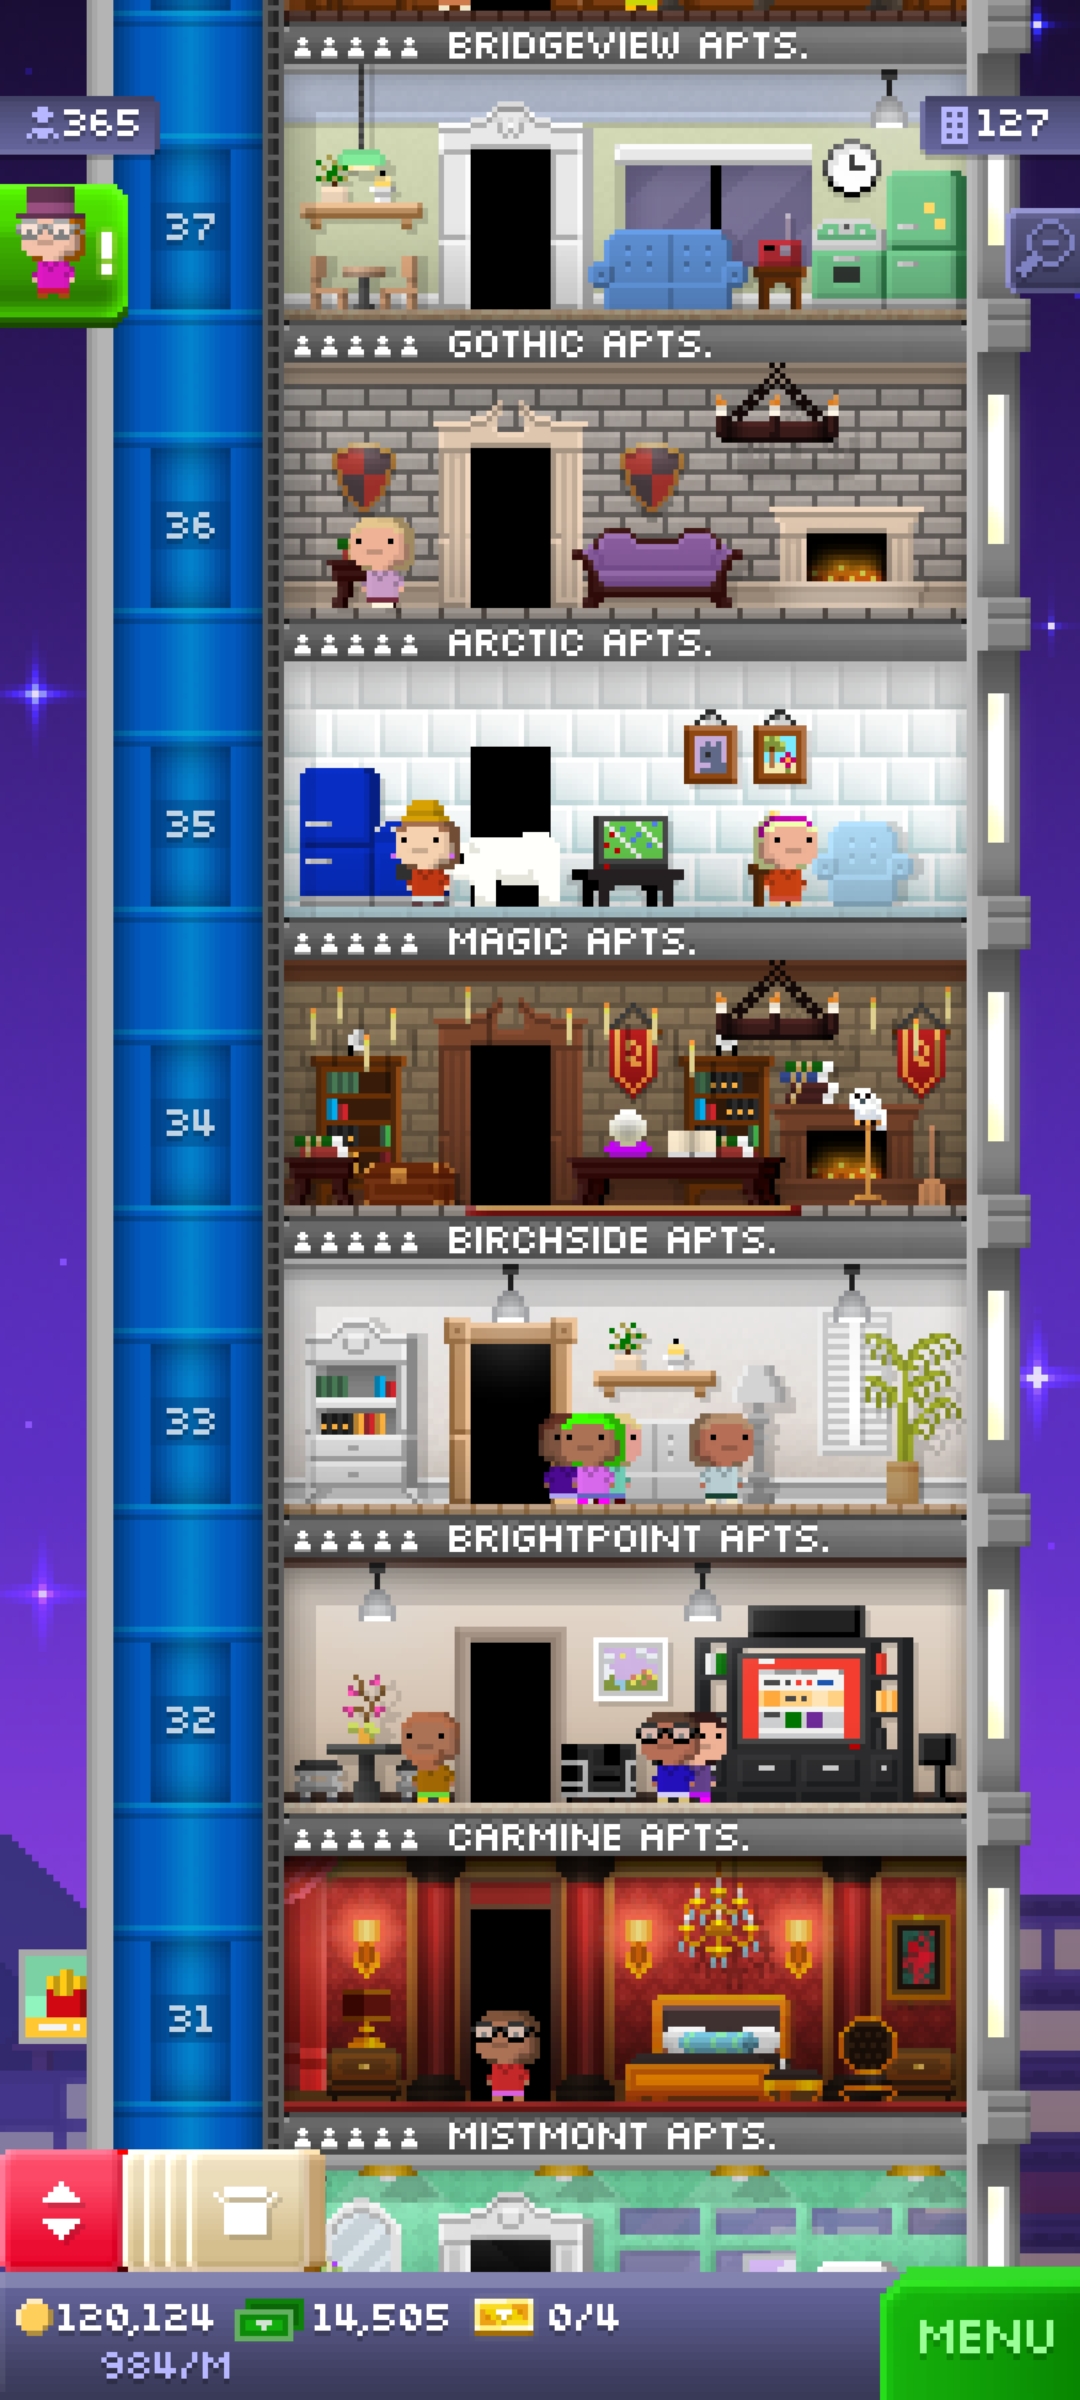 BRIDGEVIEW APTS.
365
127
37
!
GOTHIC APTS.
36
ARCTIC APTS.
35
MAGIC APTS.
34
BIRCHSIDE APTS.
33
BRIGHTPOINT APTS.
32
CARMINE APTS.
31
MISTMONT APTS.
120,124 14,505 0/4
984/M
MENU